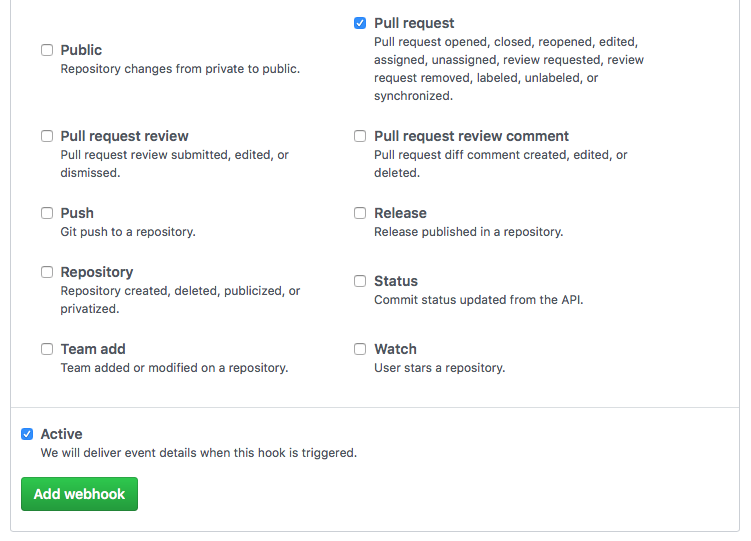 Public
Repository changes from private to public.
Pull request
Pull request opened, closed, reopened, edited,
assigned, unassigned, review requested, review
request removed, labeled, unlabeled, or
synchronized.
Pull request review
Pull request review submitted, edited, or
dismissed.
Pull request review comment
Pull request diff comment created, edited, or
deleted.
Push
Git push to a repository.
Release
Release published in a repository.
Repository
Repository created, deleted, publicized, or
privatized.
Status
Commit status updated from the API.
Team add
Team added or modified on a repository.
Watch
User stars a repository.
Active
We will deliver event details when this hook is triggered.
Add webhook